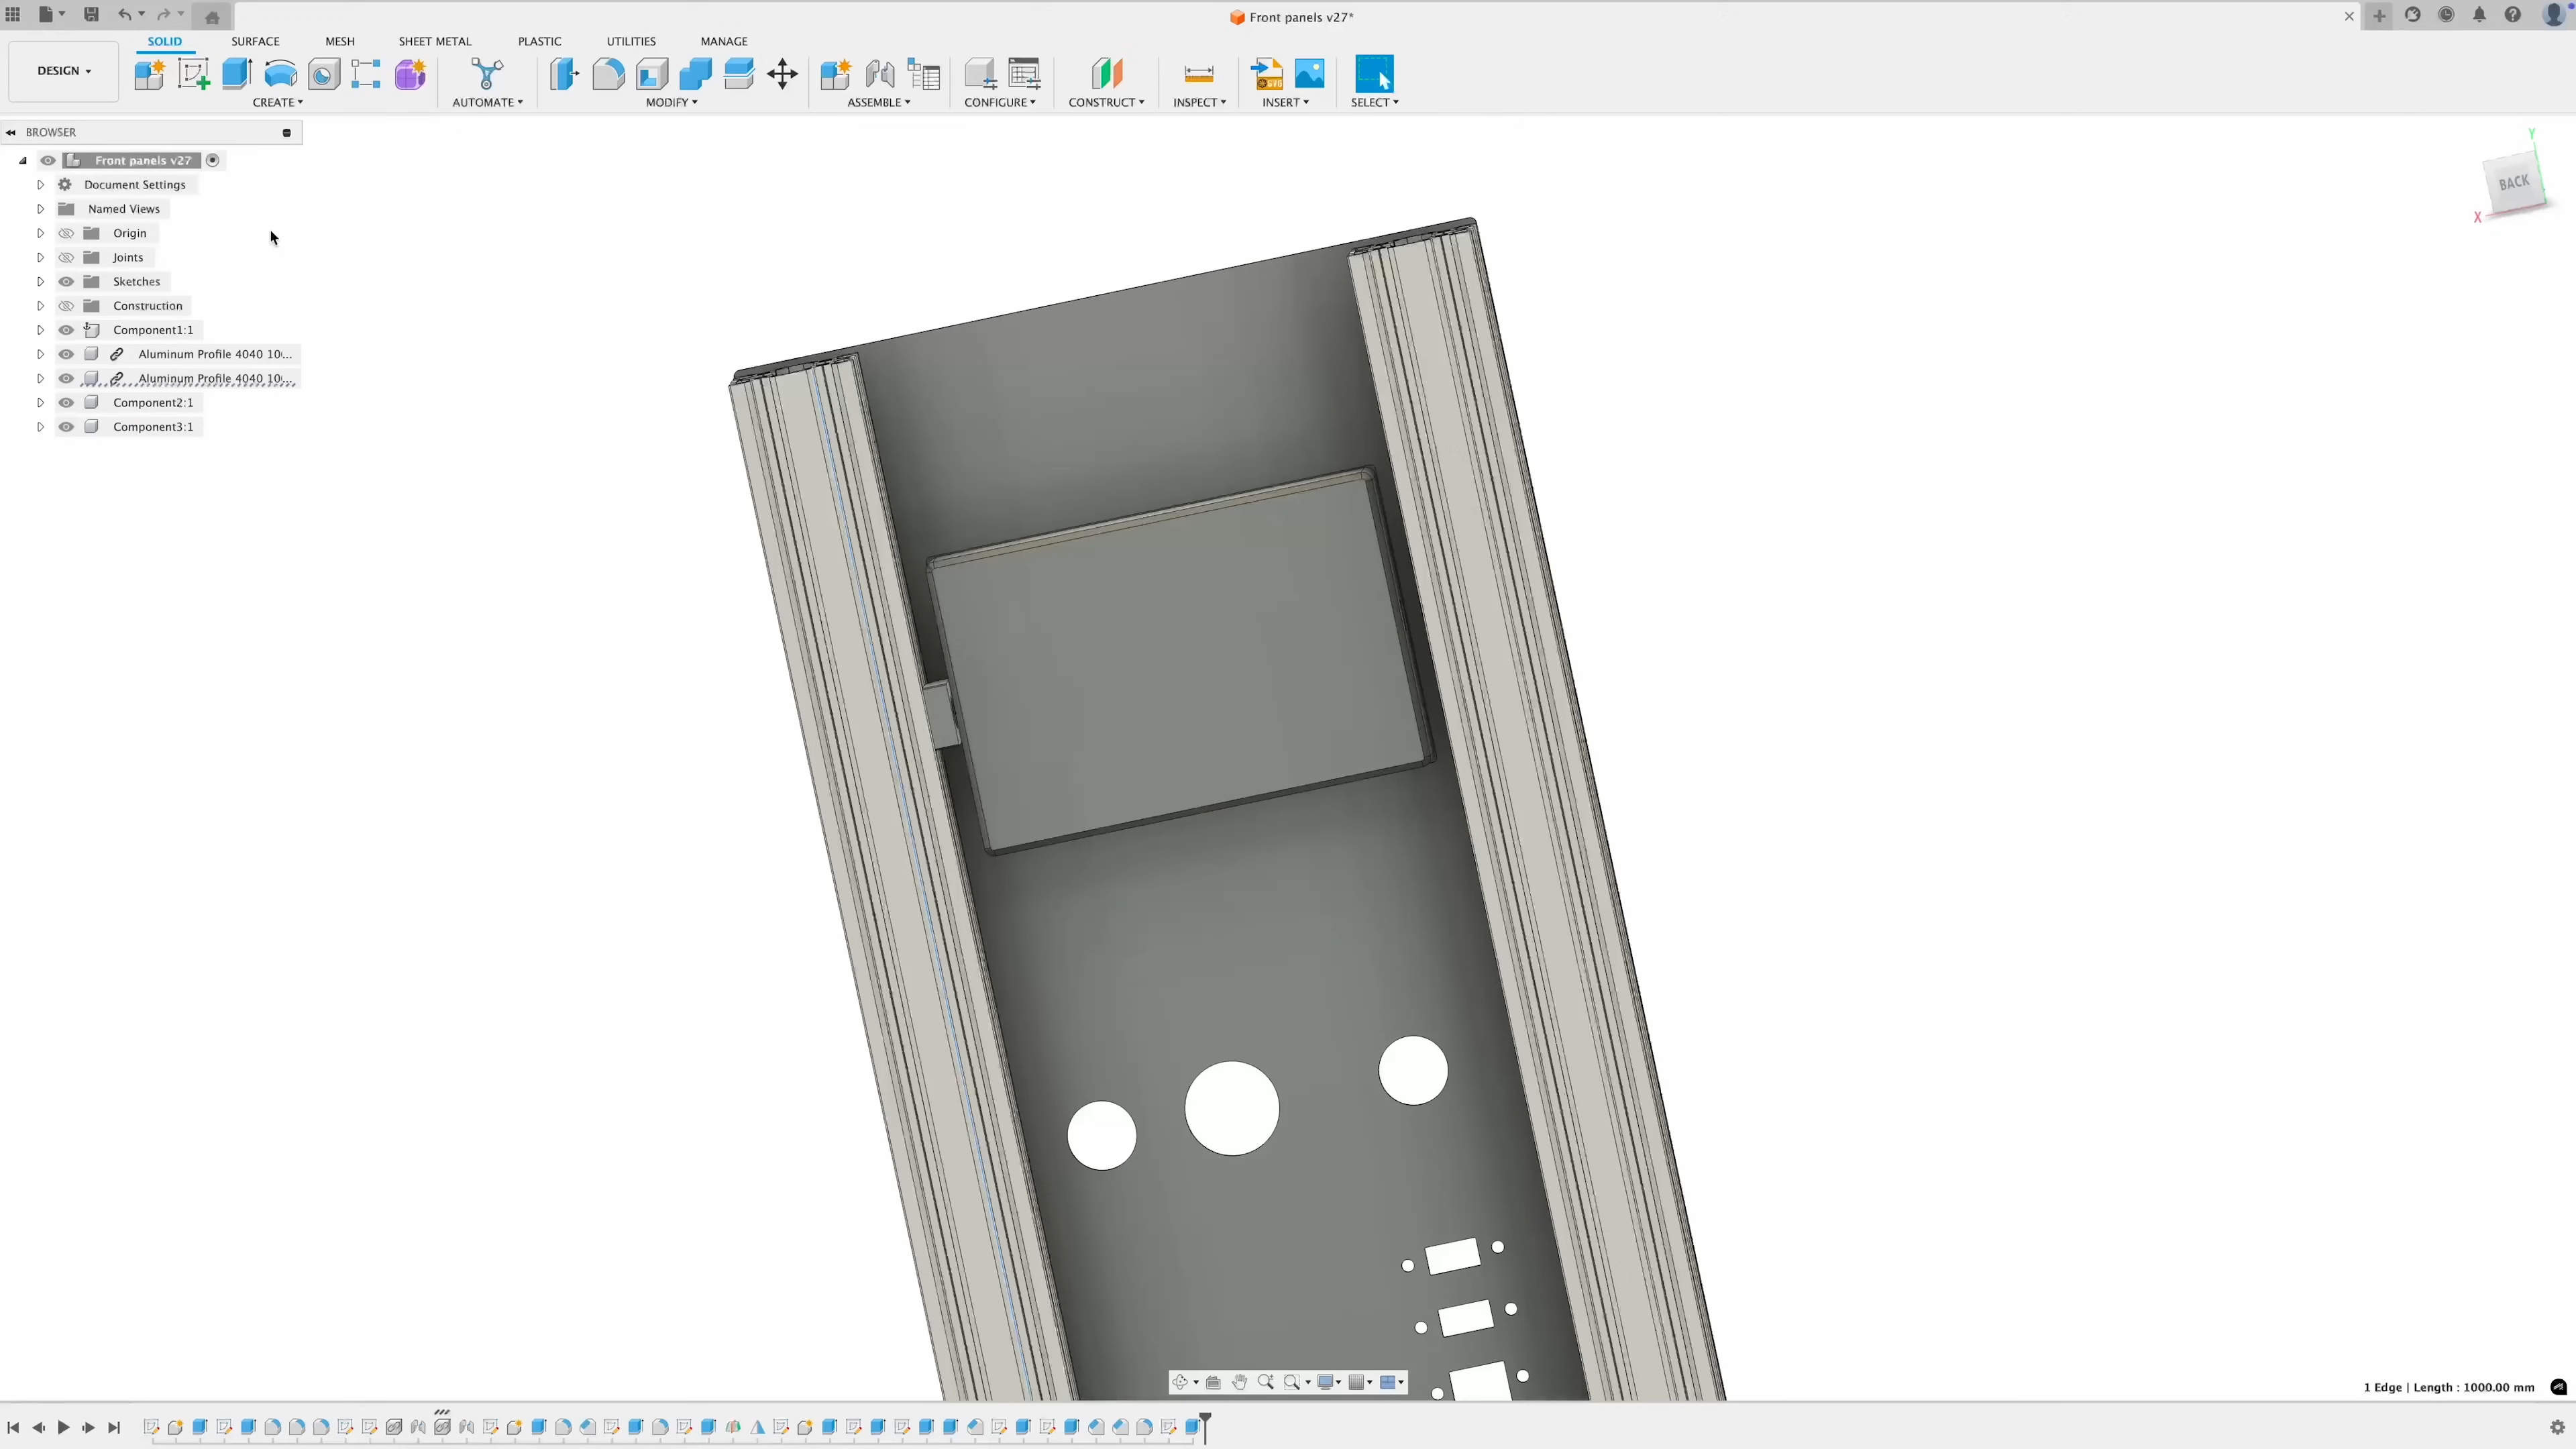 Front panels v27*
DESIGN
SOLID SURFACE MESH SHEET METAL PLASTIC UTILITIES MANAGE
CREATE AUTOMATE MODIFY ASSEMBLE CONFIGURE CONSTRUCT INSPECT INSERT SELECT
BROWSER
Front panels v27
Document Settings
Named Views
Origin
Joints
Sketches
Construction
Component1:1
Aluminum Profile 4040 10...
Aluminum Profile 4040 10...
Component2:1
Component3:1
Y
BACK
X
1 Edge | Length : 1000.00 mm